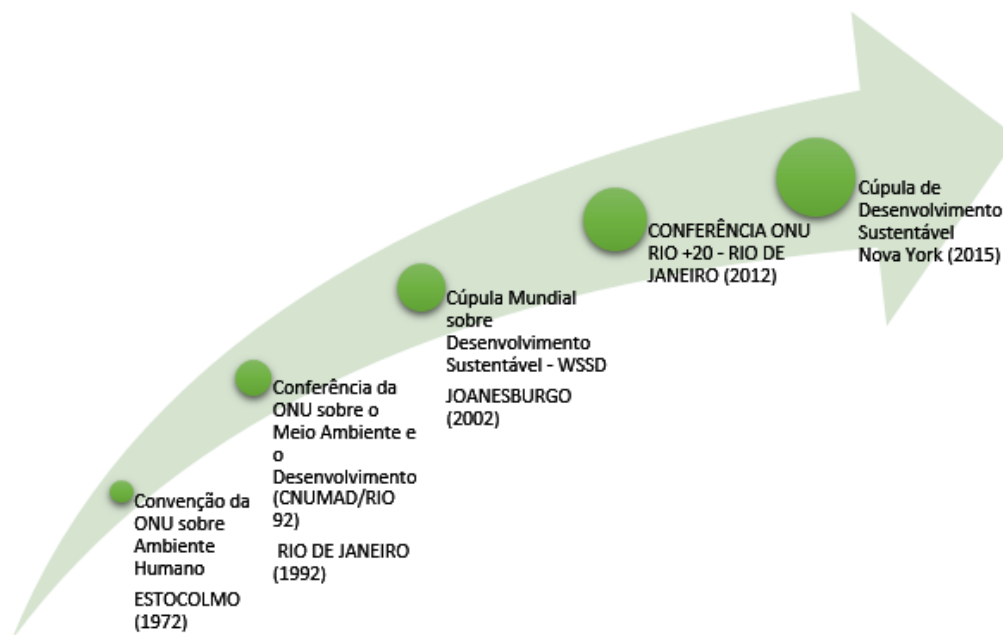 Convenção da
ONU sobre
Ambiente
Humano
ESTOCOLMO
(1972)
Conferência da
ONU sobre o
Meio Ambiente e
o
Desenvolvimento
(CNUMAD/RIO
92)
RIO DE JANEIRO
(1992)
Cúpula Mundial
sobre
Desenvolvimento
Sustentável - WSSD
JOANESBURGO
(2002)
CONFERÊNCIA ONU
RIO +20 - RIO DE
JANEIRO (2012)
Cúpula de
Desenvolvimento
Sustentável
Nova York (2015)